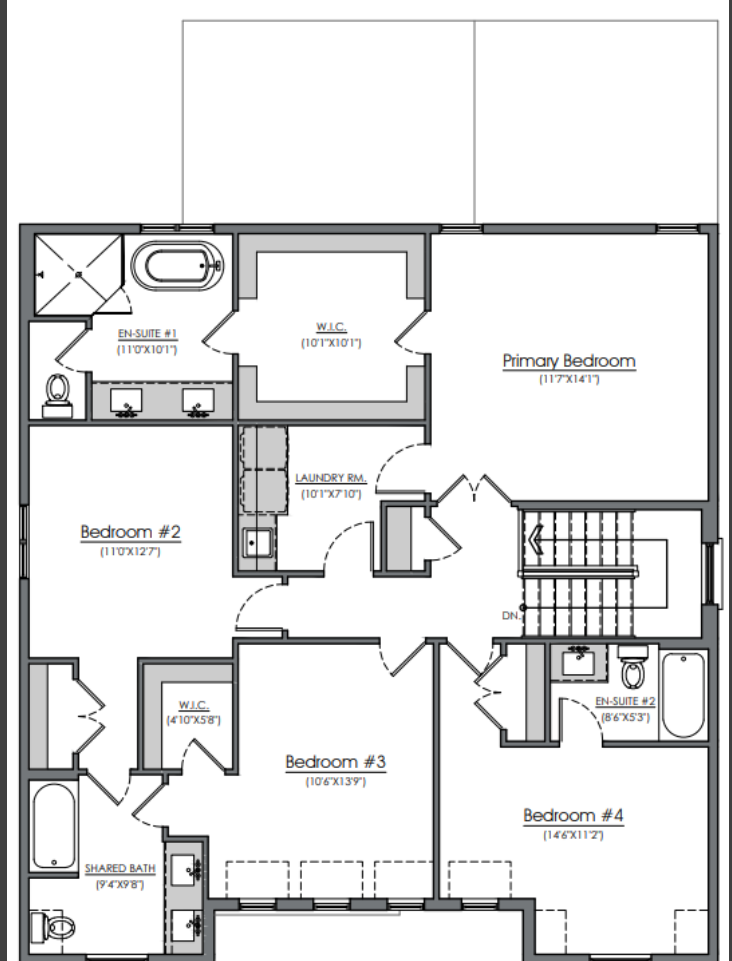 EN-SUITE #1
(11'0"X10'1")
W.I.C.
(10'1"X10'1")
Primary Bedroom
(11'7"X14'1")
LAUNDRY RM.
(10'1"X7'10")
Bedroom #2
(11'0"X12'7")
DN.
W.I.C.
(4'10"X5'8")
EN-SUITE #2
(8'6"X5'3")
Bedroom #3
(10'6"X13'9")
Bedroom #4
(14'6"X11'2")
SHARED BATH
(9'4"X9'8")